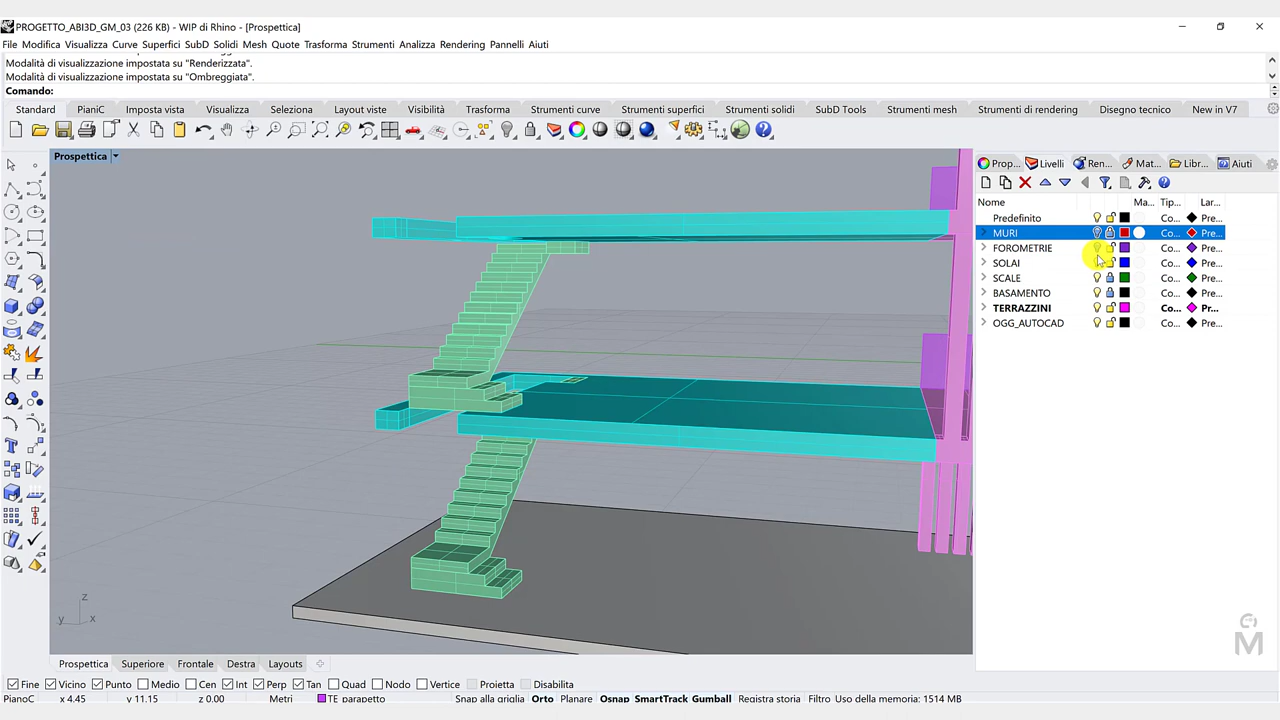 PROGETTO_ABI3D_GM_03 (226 KB) - WIP di Rhino - [Prospettica]
File Modifica Visualizza Curve Superfici SubD Solidi Mesh Quote Trasforma Strumenti Analizza Rendering Pannelli Aiuti
Modalità di visualizzazione impostata su "Renderizzata".
Modalità di visualizzazione impostata su "Ombreggiata".
Comando:
Standard PianiC Imposta vista Visualizza Seleziona Layout viste Visibilità Trasforma Strumenti curve Strumenti superfici Strumenti solidi SubD Tools Strumenti mesh Strumenti di rendering Disegno tecnico New in V7
Prospettica
Prop... Livelli Ren... Mat... Libr... Aiuti
Nome Ma... Tip... Lar...
Predefinito Co... Pre...
MURI Co... Pre...
FOROMETRIE Co... Pre...
SOLAI Co... Pre...
SCALE Co... Pre...
BASAMENTO Co... Pre...
TERRAZZINI Co... Pr...
OGG_AUTOCAD Co... Pre...
z
y x
M
Prospettica Superiore Frontale Destra Layouts
Fine Vicino Punto Medio Cen Int Perp Tan Quad Nodo Vertice Proietta Disabilita
PianoC x 4.45 y 11.15 z 0.00 Metri TE parapetto Snap alla griglia Orto Planare Osnap SmartTrack Gumball Registra storia Filtro Uso della memoria: 1514 MB